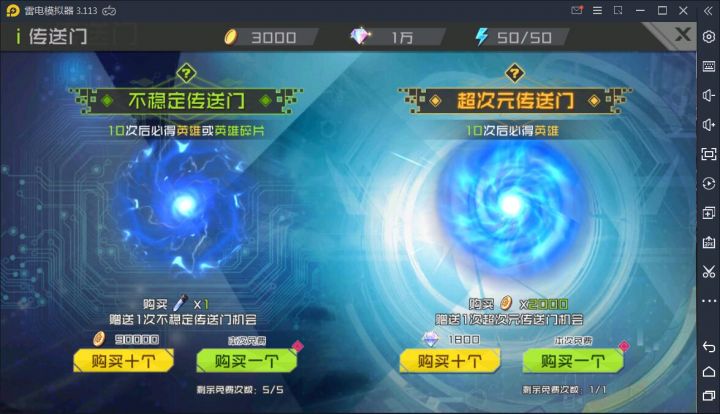 雷电模拟器 3.113
i 传送门
3000
1万
50/50
X
?
不稳定传送门
10次后必得英雄或英雄碎片
购买 x1
赠送1次不稳定传送门机会
90000
购买十个
本次免费
购买一个
剩余免费次数：5/5
?
超次元传送门
10次后必得英雄
购买 x2000
赠送1次超次元传送门机会
1800
购买十个
本次免费
购买一个
剩余免费次数：1/1